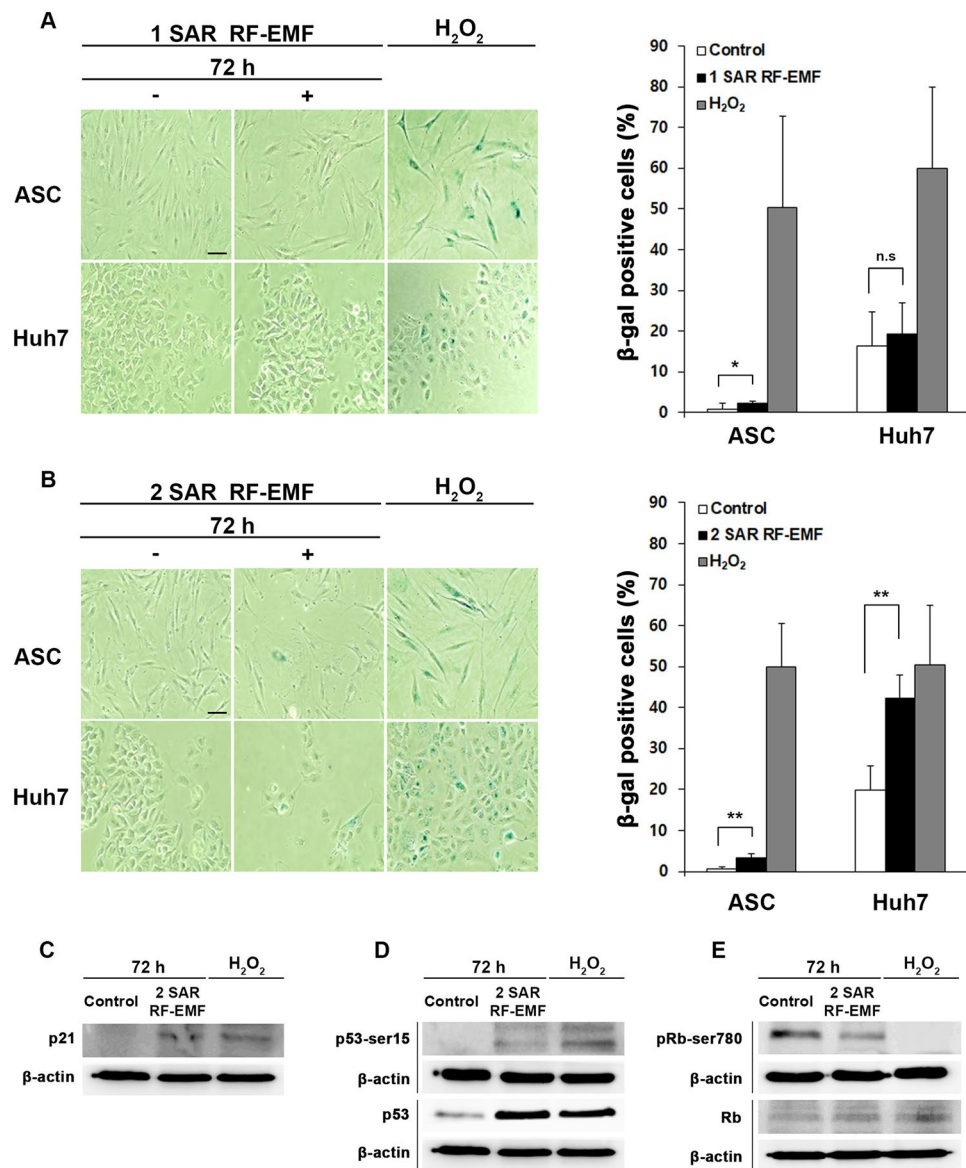 A
1 SAR RF-EMF
H₂O₂
72 h
- +
ASC
Huh7
β-gal positive cells (%)
90
80
70
60
50
40
30
20
10
0
Control
1 SAR RF-EMF
H₂O₂
*
n.s
ASC Huh7
B
2 SAR RF-EMF
H₂O₂
72 h
- +
ASC
Huh7
β-gal positive cells (%)
90
80
70
60
50
40
30
20
10
0
Control
2 SAR RF-EMF
H₂O₂
**
**
ASC Huh7
C
72 h H₂O₂
Control 2 SAR
RF-EMF
p21
β-actin
D
72 h H₂O₂
Control 2 SAR
RF-EMF
p53-ser15
β-actin
p53
β-actin
E
72 h H₂O₂
Control 2 SAR
RF-EMF
pRb-ser780
β-actin
Rb
β-actin